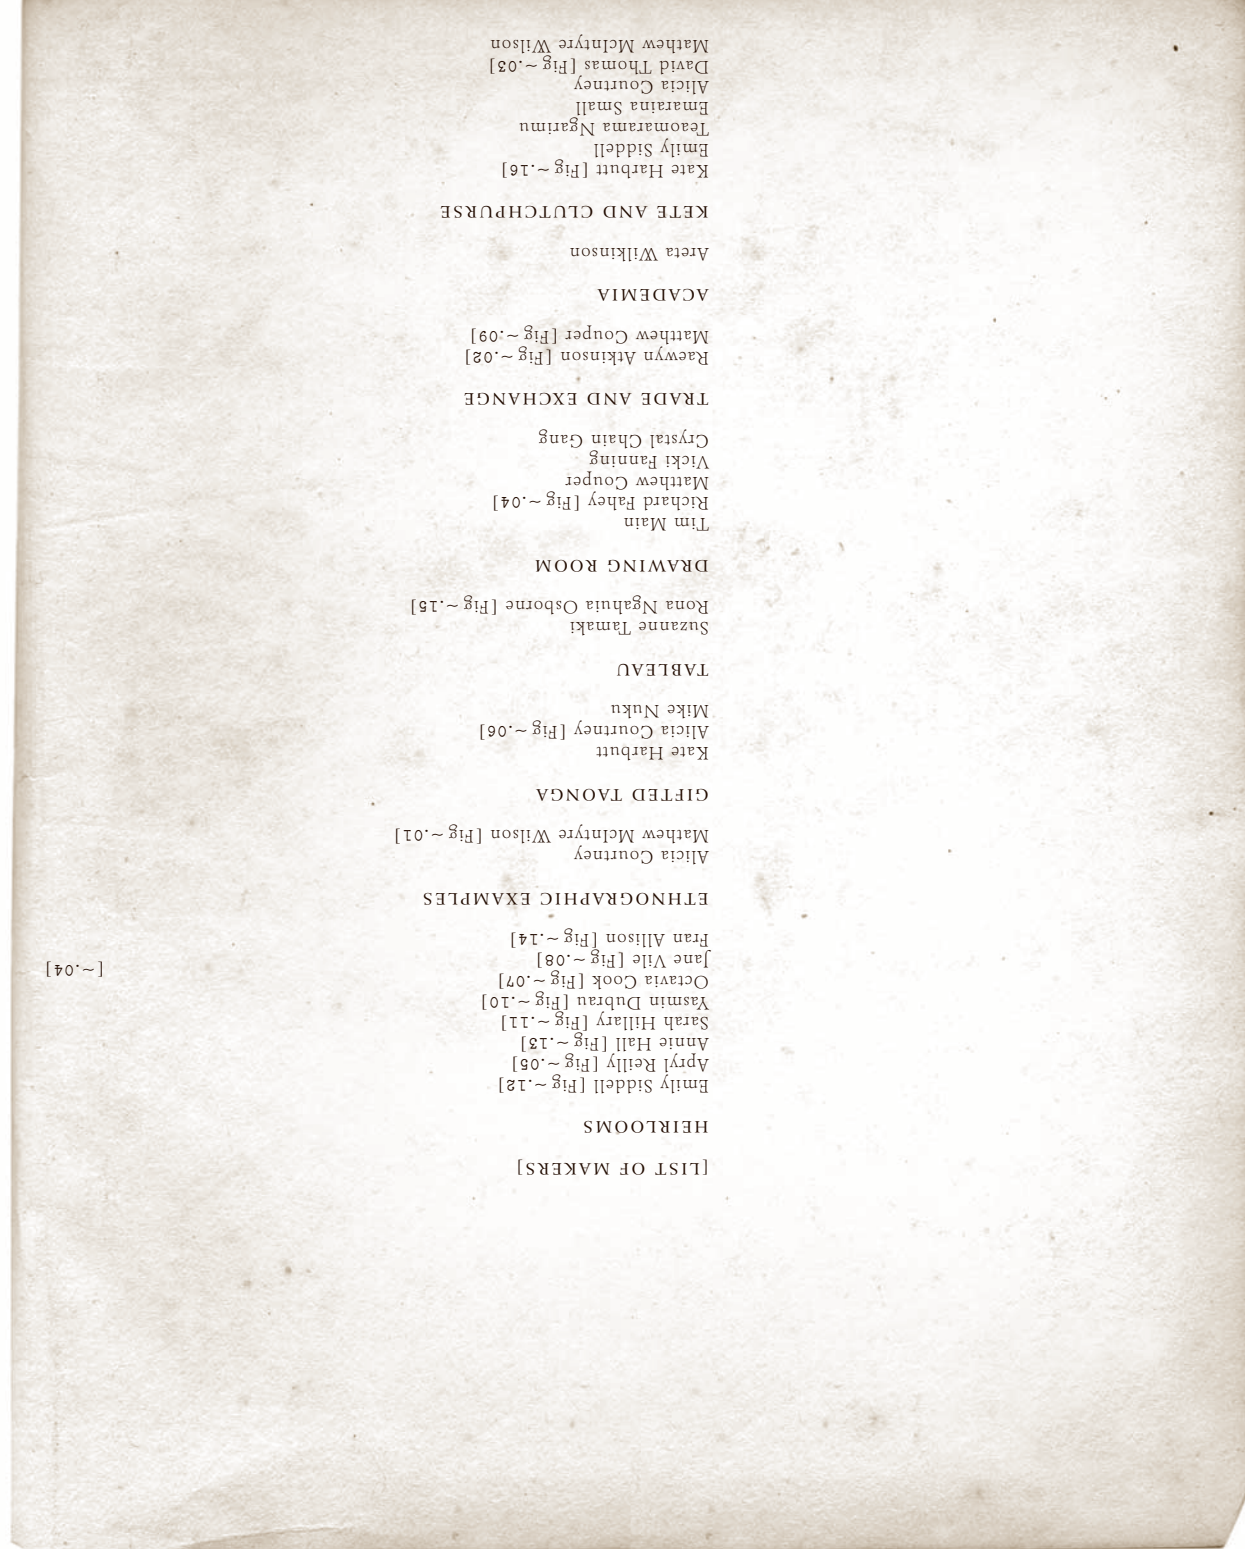 [LIST OF MAKERS]
HEIRLOOMS
Emily Siddell [Fig ~.12]
Apryl Reilly [Fig ~.05]
Annie Hall [Fig ~.13]
Sarah Hillary [Fig ~.11]
Yasmin Dubrau [Fig ~.10]
Octavia Cook [Fig ~.07]
Jane Vile [Fig ~.08]
Fran Allison [Fig ~.14]
ETHNOGRAPHIC EXAMPLES
Alicia Courtney
Mathew McIntyre Wilson [Fig ~.01]
GIFTED TAONGA
Kate Harbutt
Alicia Courtney [Fig ~.06]
Mike Nuku
TABLEAU
Suzanne Tamaki
Rona Ngahuia Osborne [Fig ~.15]
DRAWING ROOM
Tim Main
Richard Fahey [Fig ~.04]
Matthew Couper
Vicki Fanning
Crystal Chain Gang
TRADE AND EXCHANGE
Raewyn Atkinson [Fig ~.02]
Matthew Couper [Fig ~.09]
ACADEMIA
Areta Wilkinson
KETE AND CLUTCHPURSE
Kate Harbutt [Fig ~.16]
Emily Siddell
Teaomarama Ngarimu
Emaraina Small
Alicia Courtney
David Thomas [Fig ~.03]
Mathew McIntyre Wilson
[~.04]